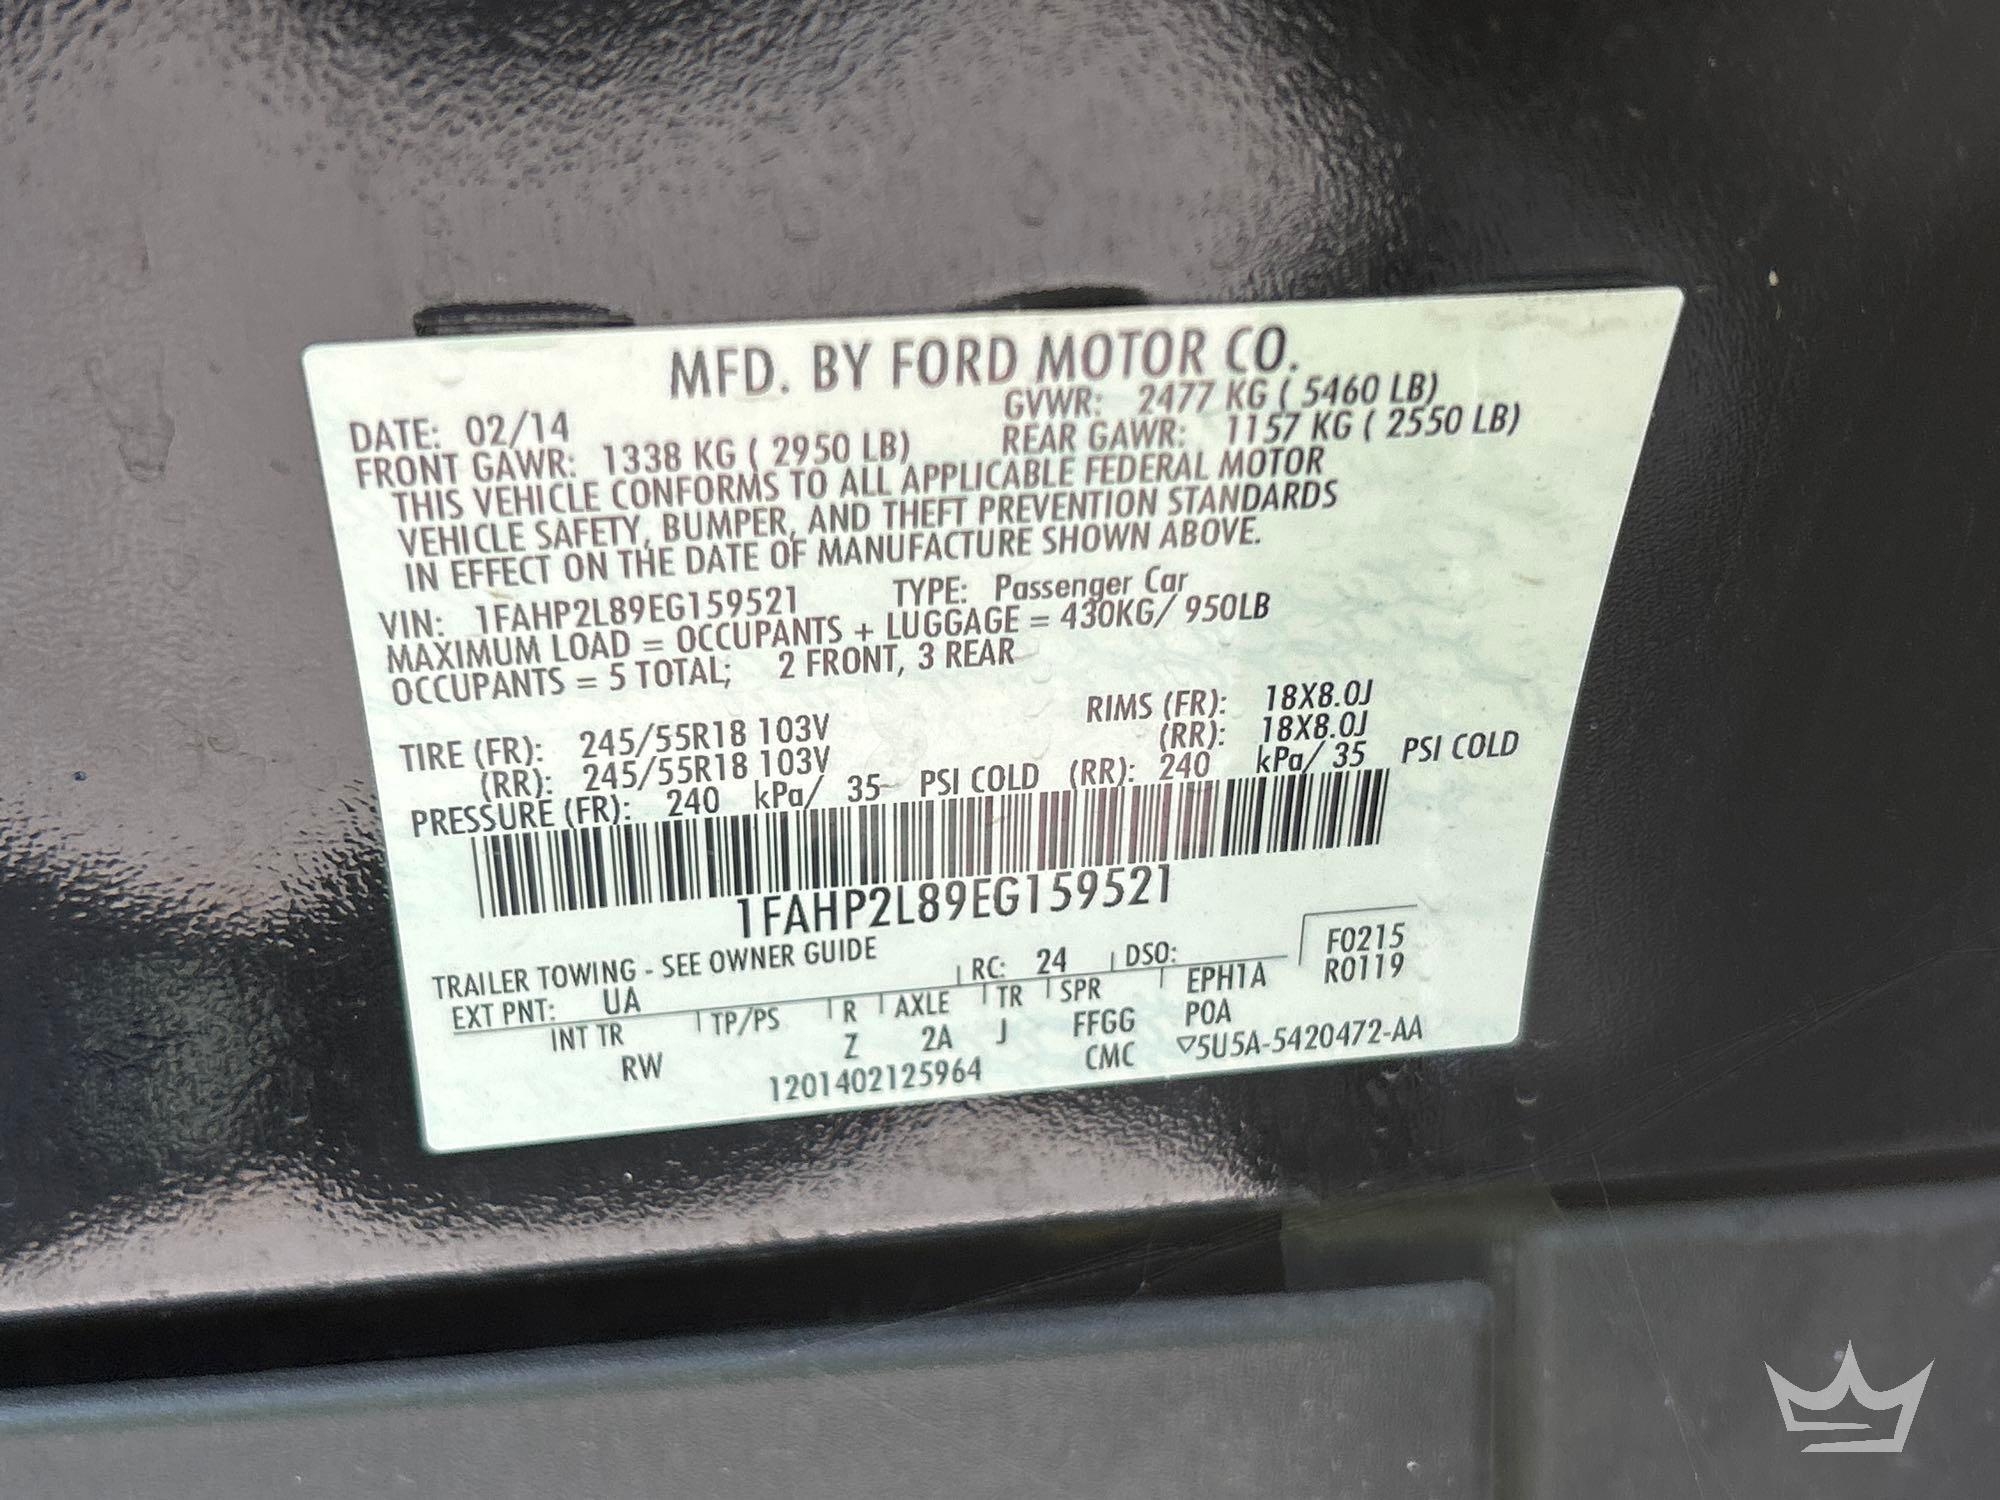 MFD. BY FORD MOTOR CO.
DATE: 02/14 GVWR: 2477 KG ( 5460 LB)
FRONT GAWR: 1338 KG ( 2950 LB) REAR GAWR: 1157 KG ( 2550 LB)
THIS VEHICLE CONFORMS TO ALL APPLICABLE FEDERAL MOTOR
VEHICLE SAFETY, BUMPER, AND THEFT PREVENTION STANDARDS
IN EFFECT ON THE DATE OF MANUFACTURE SHOWN ABOVE.
VIN: 1FAHP2L89EG159521 TYPE: Passenger Car
MAXIMUM LOAD = OCCUPANTS + LUGGAGE = 430KG/ 950LB
OCCUPANTS = 5 TOTAL; 2 FRONT, 3 REAR
TIRE (FR): 245/55R18 103V RIMS (FR): 18X8.0J
(RR): 245/55R18 103V (RR): 18X8.0J
PRESSURE (FR): 240 kPa/ 35 PSI COLD (RR): 240 kPa/ 35 PSI COLD
1FAHP2L89EG159521
TRAILER TOWING - SEE OWNER GUIDE F0215
EXT PNT: UA RC: 24 DSO: R0119
INT TR TP/PS R AXLE TR SPR EPH1A
RW Z 2A J FFGG POA
1201402125964 CMC ▽5U5A-5420472-AA